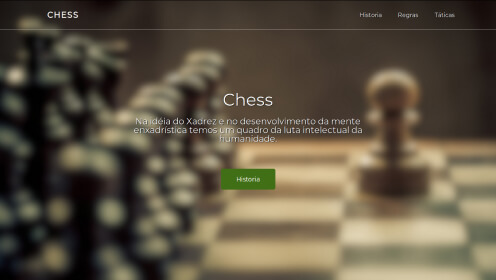 CHESS
Historia Regras Táticas
Chess
Na idéia do Xadrez e no desenvolvimento da mente
enxadrística temos um quadro da luta intelectual da
humanidade.
Historia